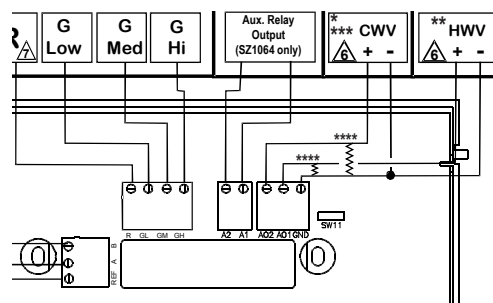 R
7
G
Low
G
Med
G
Hi
Aux. Relay
Output
(SZ1064 only)
*
*** CWV
6 + -
** HWV
6 + -
****
****
R GL GM GH
A2 A1
AO2 AO1 GND
SW11
B
A
REF